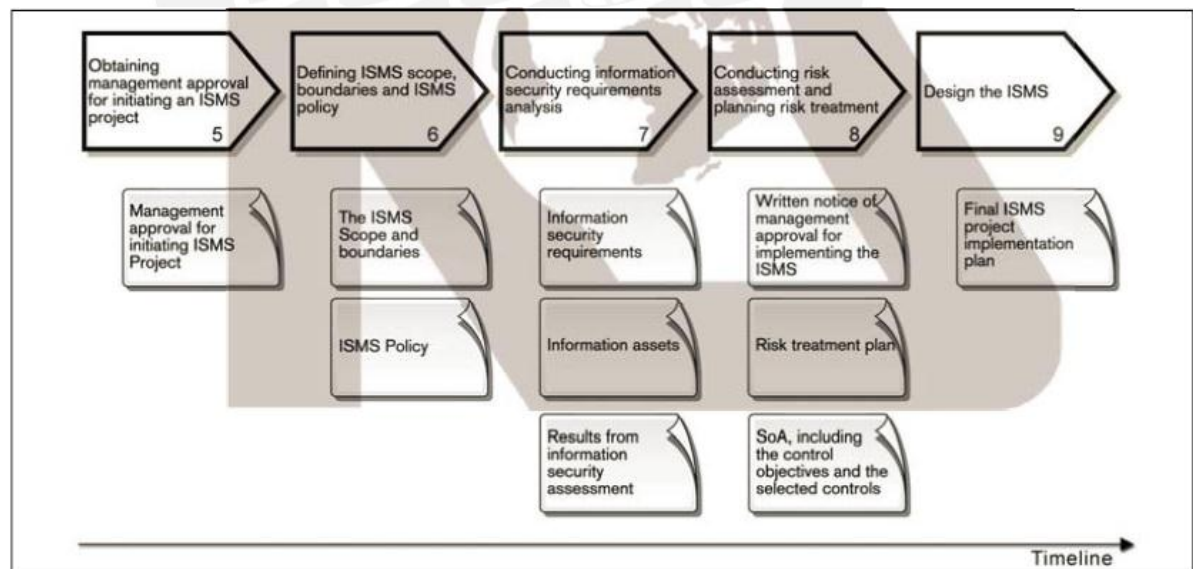 Obtaining
management approval
for initiating an ISMS
project
5
Defining ISMS scope,
boundaries and ISMS
policy
6
Conducting information
security requirements
analysis
7
Conducting risk
assessment and
planning risk treatment
8
Design the ISMS
9
Management
approval for
initiating ISMS
Project
The ISMS
Scope and
boundaries
Information
security
requirements
Written notice of
management
approval for
implementing the
ISMS
Final ISMS
project
implementation
plan
ISMS Policy
Information assets
Risk treatment plan
Results from
information
security
assessment
SoA, including
the control
objectives and the
selected controls
Timeline